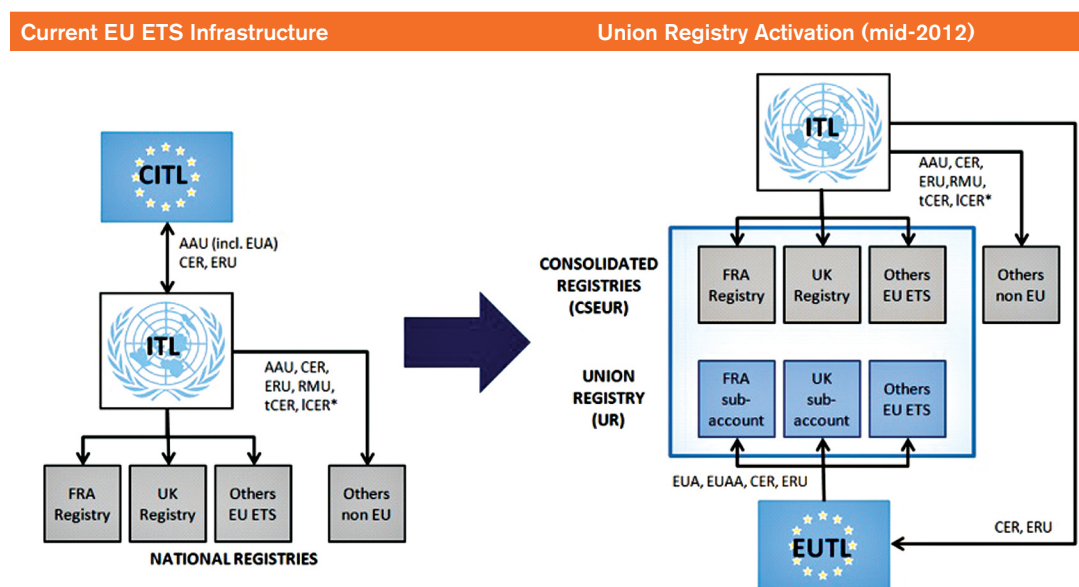 Current EU ETS Infrastructure
Union Registry Activation (mid-2012)
CITL
AAU (incl. EUA)
CER, ERU
ITL
AAU, CER,
ERU, RMU,
tCER, lCER*
FRA
Registry
UK
Registry
Others
EU ETS
Others
non EU
NATIONAL REGISTRIES
ITL
AAU, CER,
ERU,RMU,
tCER, lCER*
CONSOLIDATED
REGISTRIES
(CSEUR)
FRA
Registry
UK
Registry
Others
EU ETS
Others
non EU
UNION
REGISTRY
(UR)
FRA
sub-
account
UK
sub-
account
Others
EU ETS
EUA, EUAA, CER, ERU
EUTL
CER, ERU